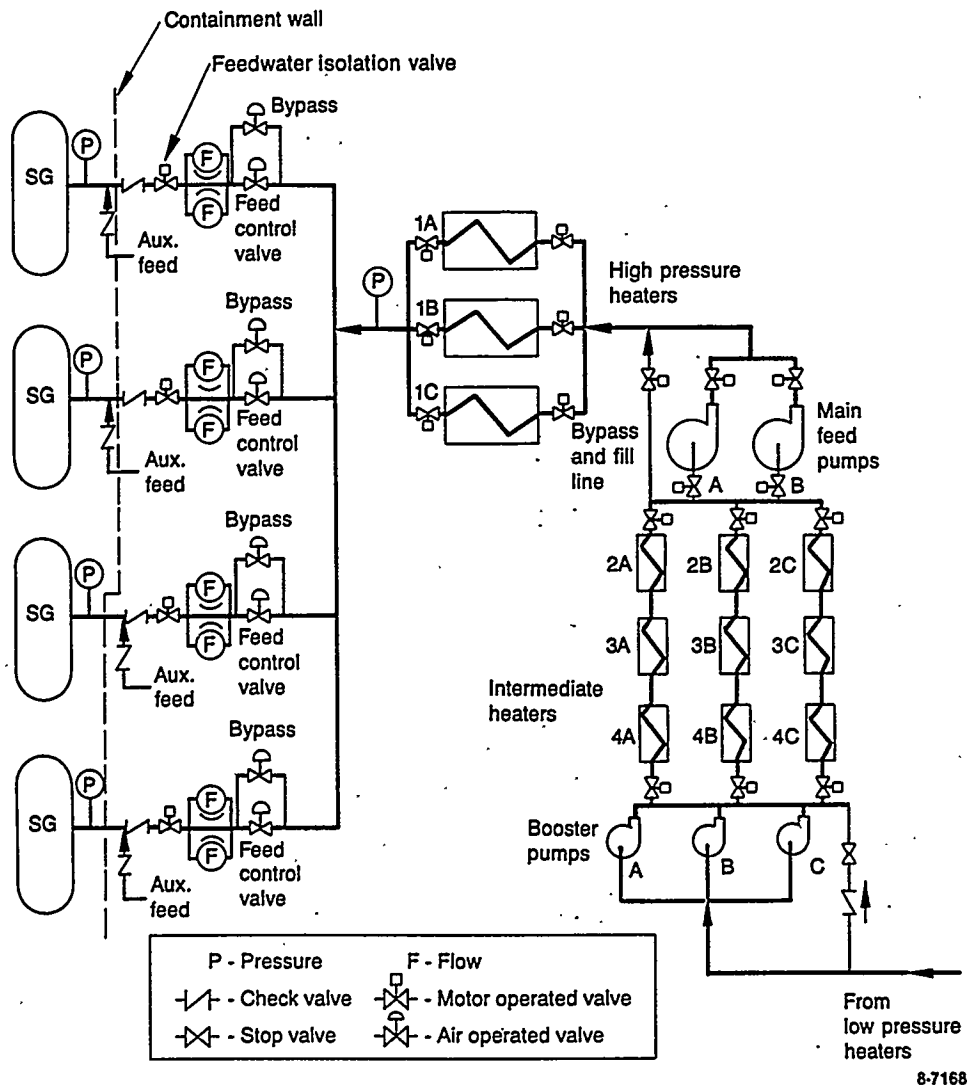 Containment wall
Feedwater isolation valve
Bypass
SG
P
F
F
Feed
control
valve
Aux.
feed
Bypass
SG
P
F
F
Feed
control
valve
Aux.
feed
Bypass
SG
P
F
F
Feed
control
valve
Aux.
feed
Bypass
SG
P
F
F
Feed
control
valve
Aux.
feed
P
1A
1B
1C
High pressure
heaters
Bypass
and fill
line
Main
feed
pumps
A
B
2A
2B
2C
3A
3B
3C
Intermediate
heaters
4A
4B
4C
Booster
pumps
A
B
C
From
low pressure
heaters
P - Pressure
F - Flow
- Check valve
- Motor operated valve
- Stop valve
- Air operated valve
8-7168